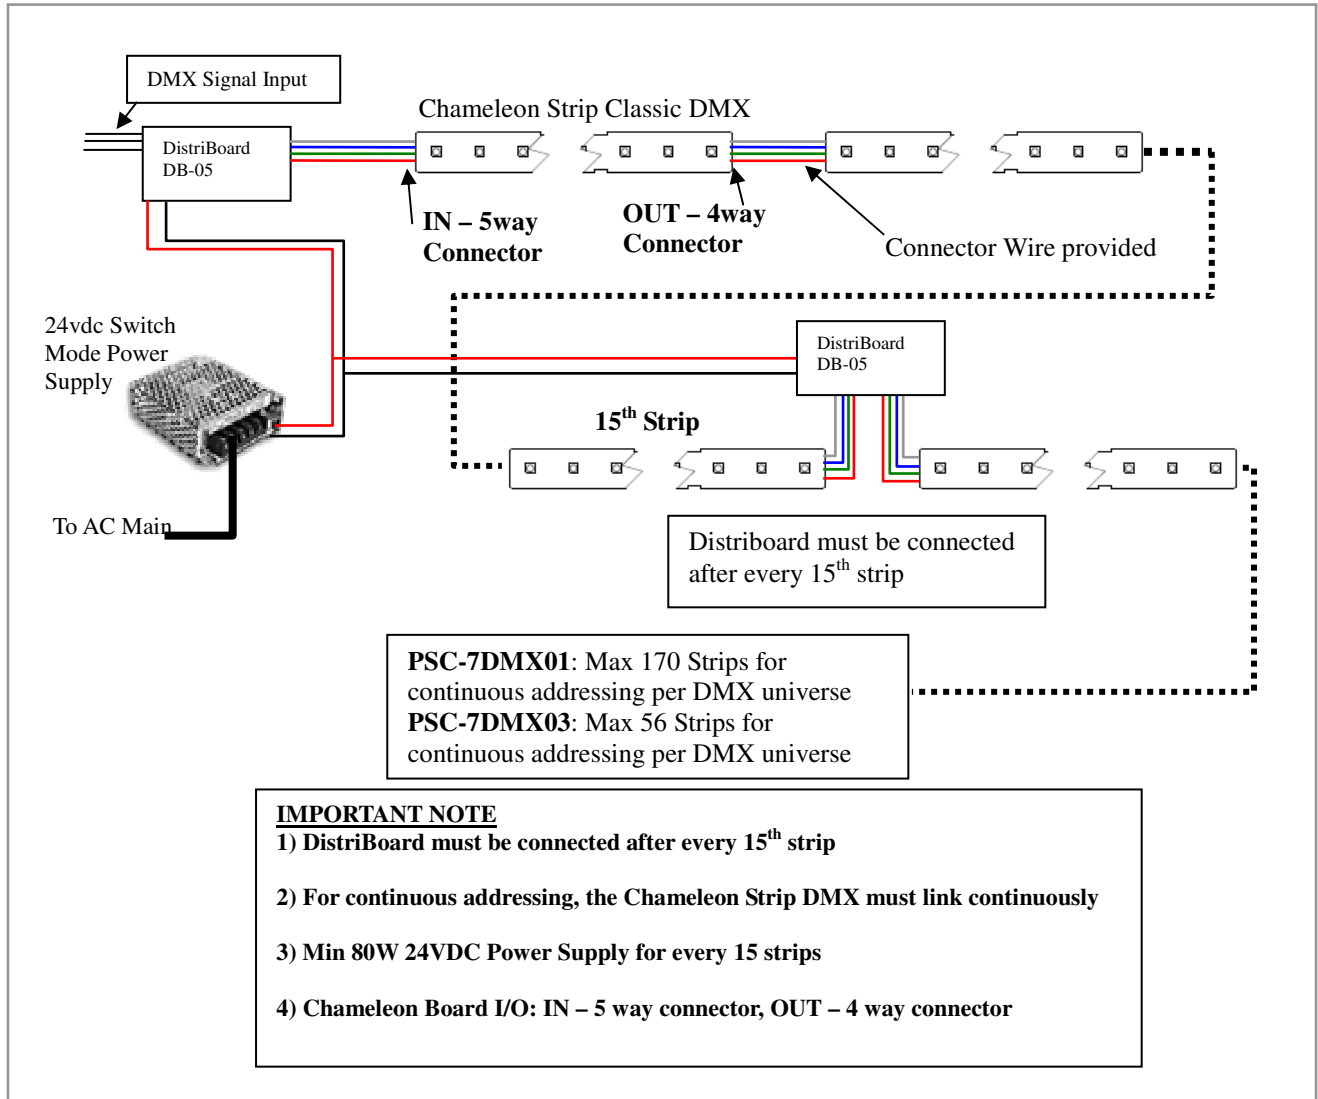 DMX Signal Input
Chameleon Strip Classic DMX
DistriBoard
DB-05
IN – 5way
Connector
OUT – 4way
Connector
Connector Wire provided
24vdc Switch
Mode Power
Supply
DistriBoard
DB-05
15th Strip
To AC Main
Distriboard must be connected
after every 15th strip
PSC-7DMX01: Max 170 Strips for
continuous addressing per DMX universe
PSC-7DMX03: Max 56 Strips for
continuous addressing per DMX universe
IMPORTANT NOTE
1) DistriBoard must be connected after every 15th strip
2) For continuous addressing, the Chameleon Strip DMX must link continuously
3) Min 80W 24VDC Power Supply for every 15 strips
4) Chameleon Board I/O: IN – 5 way connector, OUT – 4 way connector